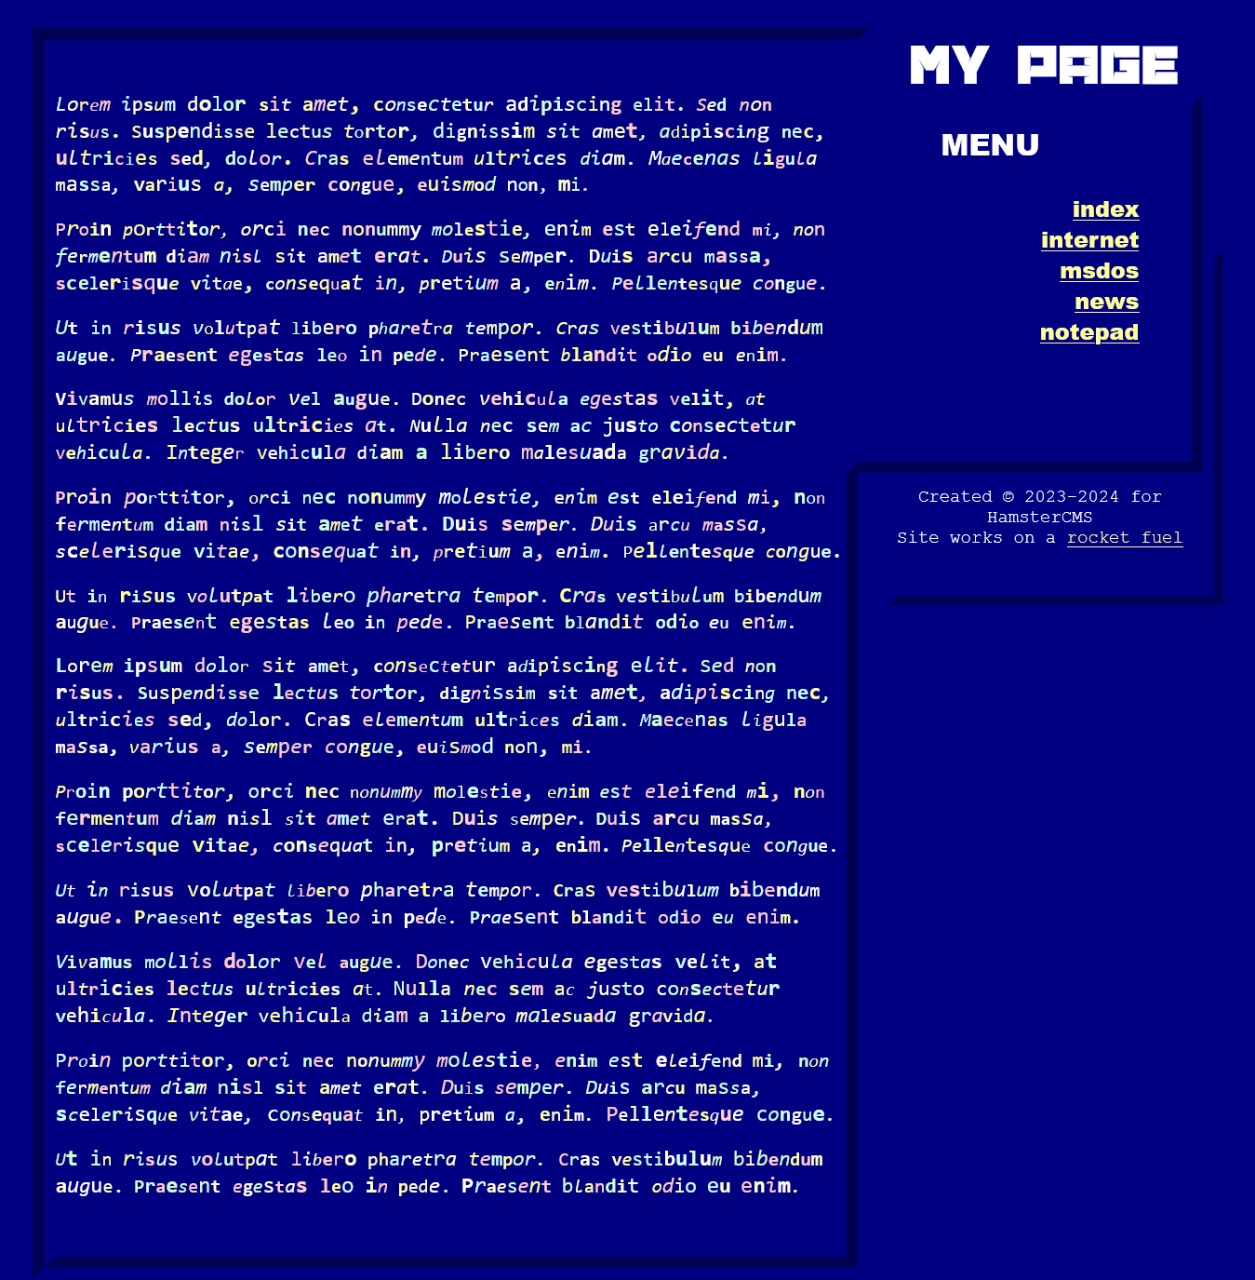 MY PAGE
MENU
index
internet
msdos
news
notepad
Created © 2023-2024 for
HamsterCMS
Site works on a rocket fuel
Lorem ipsum dolor sit amet, consectetur adipiscing elit. Sed non
risus. Suspendisse lectus tortor, dignissim sit amet, adipiscing nec,
ultricies sed, dolor. Cras elementum ultrices diam. Maecenas ligula
massa, varius a, semper congue, euismod non, mi.
Proin porttitor, orci nec nonummy molestie, enim est eleifend mi, non
fermentum diam nisl sit amet erat. Duis semper. Duis arcu massa,
scelerisque vitae, consequat in, pretium a, enim. Pellentesque congue.
Ut in risus volutpat libero pharetra tempor. Cras vestibulum bibendum
augue. Praesent egestas leo in pede. Praesent blandit odio eu enim.
Vivamus mollis dolor vel augue. Donec vehicula egestas velit, at
ultricies lectus ultricies at. Nulla nec sem ac justo consectetur
vehicula. Integer vehicula diam a libero malesuada gravida.
Proin porttitor, orci nec nonummy molestie, enim est eleifend mi, non
fermentum diam nisl sit amet erat. Duis semper. Duis arcu massa,
scelerisque vitae, consequat in, pretium a, enim. Pellentesque congue.
Ut in risus volutpat libero pharetra tempor. Cras vestibulum bibendum
augue. Praesent egestas leo in pede. Praesent blandit odio eu enim.
Lorem ipsum dolor sit amet, consectetur adipiscing elit. Sed non
risus. Suspendisse lectus tortor, dignissim sit amet, adipiscing nec,
ultricies sed, dolor. Cras elementum ultrices diam. Maecenas ligula
massa, varius a, semper congue, euismod non, mi.
Proin porttitor, orci nec nonummy molestie, enim est eleifend mi, non
fermentum diam nisl sit amet erat. Duis semper. Duis arcu massa,
scelerisque vitae, consequat in, pretium a, enim. Pellentesque congue.
Ut in risus volutpat libero pharetra tempor. Cras vestibulum bibendum
augue. Praesent egestas leo in pede. Praesent blandit odio eu enim.
Vivamus mollis dolor vel augue. Donec vehicula egestas velit, at
ultricies lectus ultricies at. Nulla nec sem ac justo consectetur
vehicula. Integer vehicula diam a libero malesuada gravida.
Proin porttitor, orci nec nonummy molestie, enim est eleifend mi, non
fermentum diam nisl sit amet erat. Duis semper. Duis arcu massa,
scelerisque vitae, consequat in, pretium a, enim. Pellentesque congue.
Ut in risus volutpat libero pharetra tempor. Cras vestibulum bibendum
augue. Praesent egestas leo in pede. Praesent blandit odio eu enim.